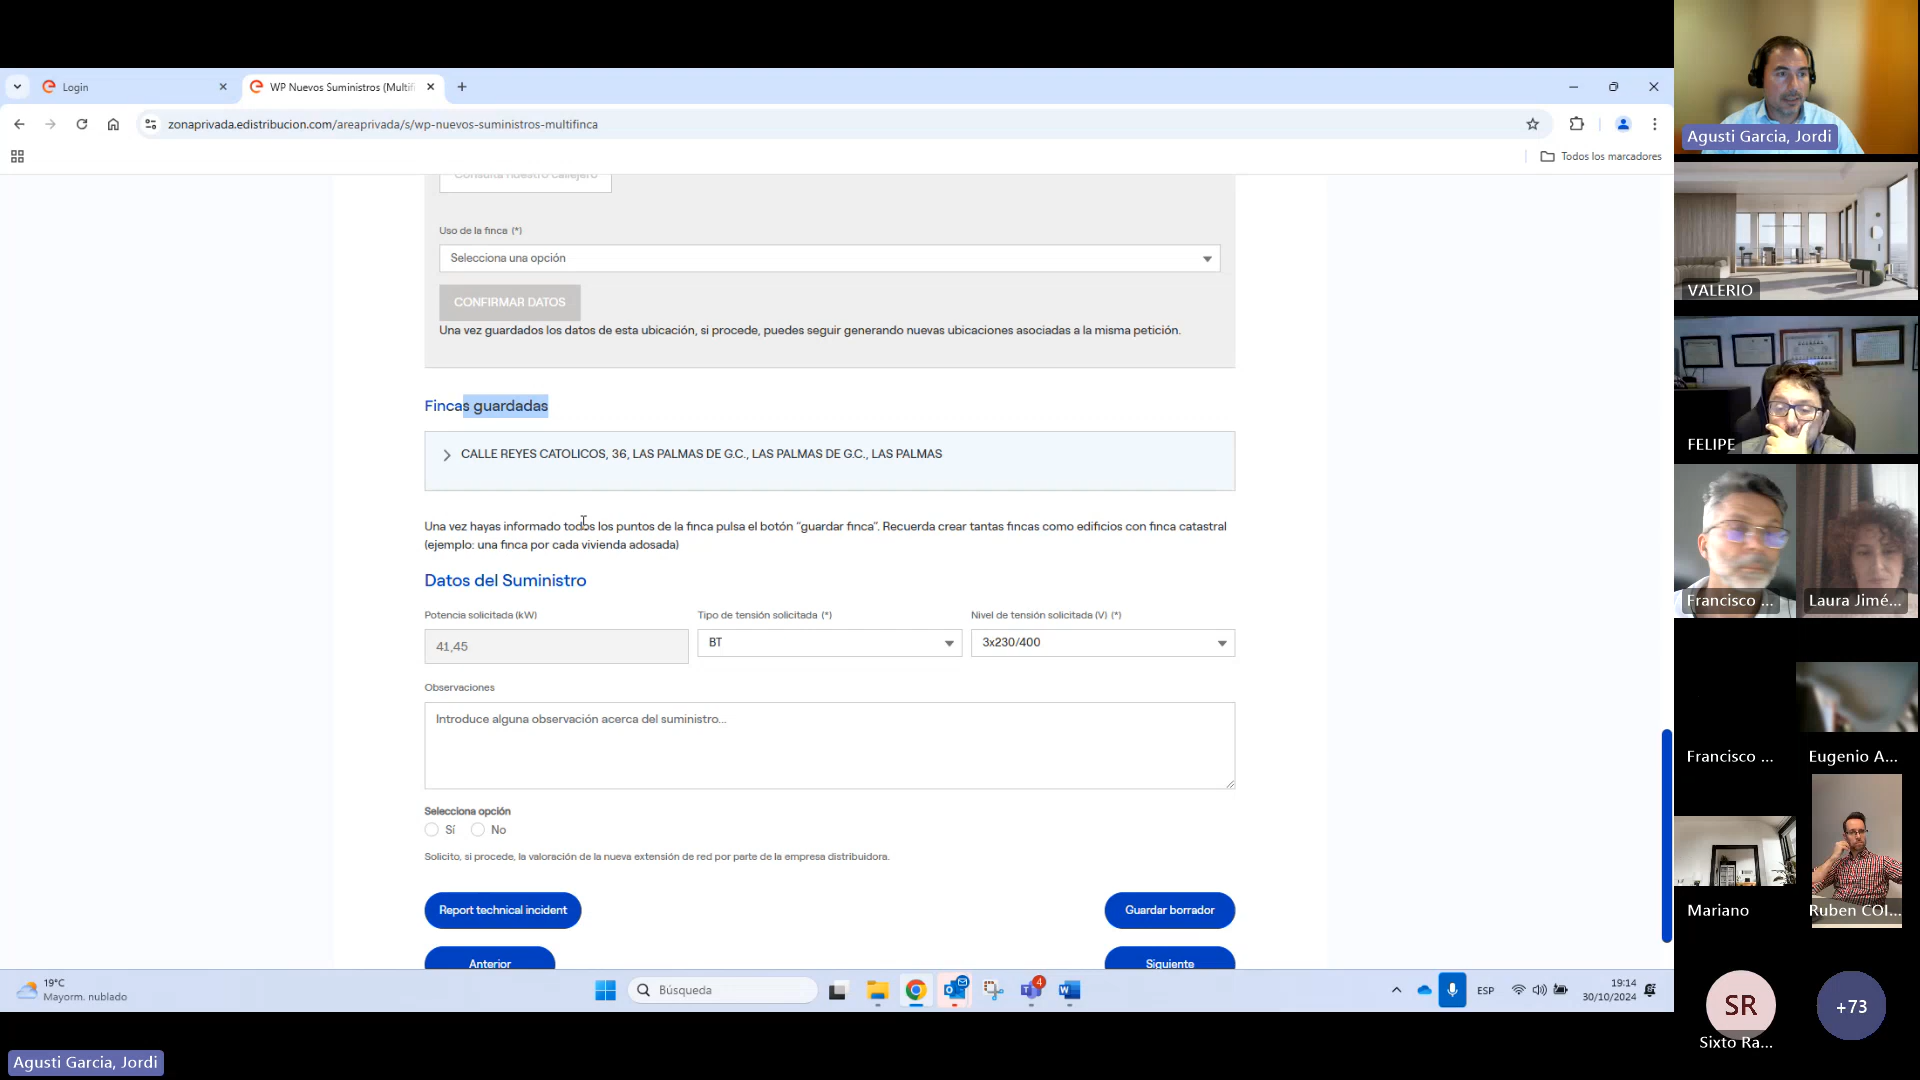 Login
WP Nuevos Suministros (Multifi
zonaprivada.edistribucion.com/areaprivada/s/wp-nuevos-suministros-multifinca
Todos los marcadores
Consulta nuestro callejero
Uso de la finca (*)
Selecciona una opción
CONFIRMAR DATOS
Una vez guardados los datos de esta ubicación, si procede, puedes seguir generando nuevas ubicaciones asociadas a la misma petición.
Fincas guardadas
CALLE REYES CATOLICOS, 36, LAS PALMAS DE G.C., LAS PALMAS DE G.C., LAS PALMAS
Una vez hayas informado todos los puntos de la finca pulsa el botón "guardar finca". Recuerda crear tantas fincas como edificios con finca catastral
(ejemplo: una finca por cada vivienda adosada)
Datos del Suministro
Potencia solicitada (kW)
Tipo de tensión solicitada (*)
Nivel de tensión solicitada (V) (*)
41,45
BT
3x230/400
Observaciones
Introduce alguna observación acerca del suministro...
Selecciona opción
Sí
No
Solicito, si procede, la valoración de la nueva extensión de red por parte de la empresa distribuidora.
Report technical incident
Guardar borrador
Anterior
Siguiente
19°C
Mayorm. nublado
Búsqueda
4
ESP
19:14
30/10/2024
Agusti Garcia, Jordi
VALERIO
FELIPE
Francisco ...
Laura Jimé...
Francisco ...
Eugenio A...
Mariano
Ruben COI...
SR
+73
Sixto Ra...
Agusti Garcia, Jordi